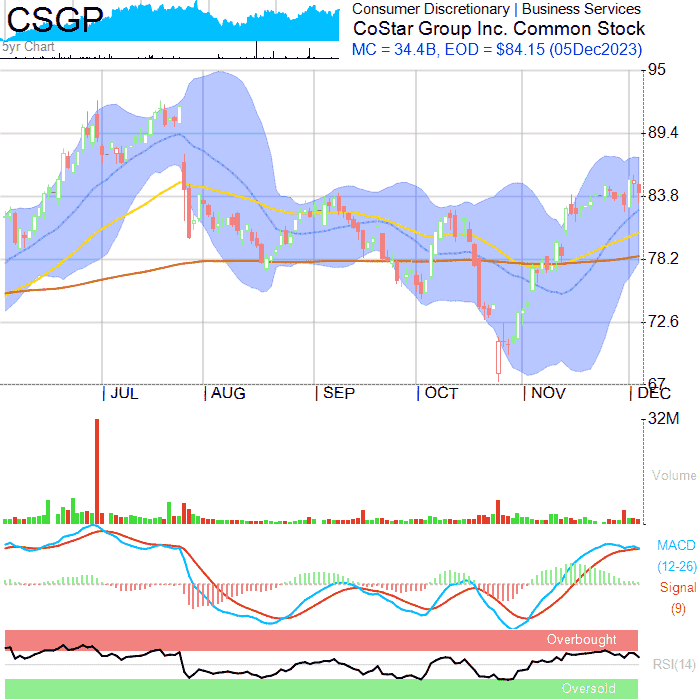 CSGP
5yr Chart
Consumer Discretionary | Business Services
CoStar Group Inc. Common Stock
MC = 34.4B, EOD = $84.15 (05Dec2023)
95
89.4
83.8
78.2
72.6
67
JUL AUG SEP OCT NOV DEC
32M
Volume
MACD
(12-26)
Signal
(9)
Overbought
RSI(14)
Oversold